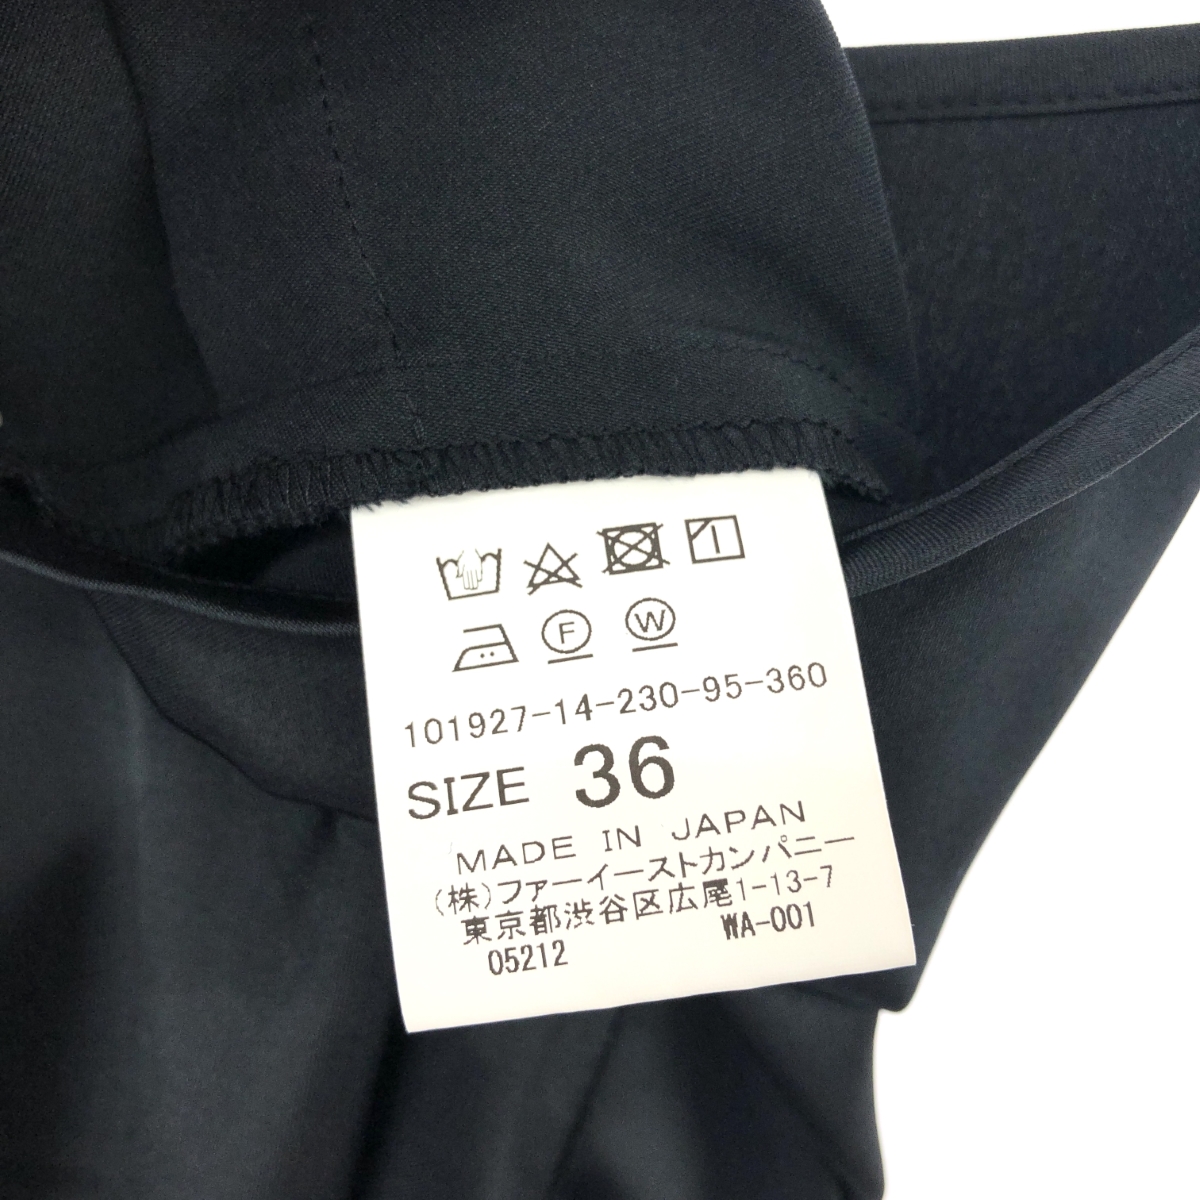 F W
101927-14-230-95-360
SIZE 36
MADE IN JAPAN
(株)ファーイーストカンパニー
東京都渋谷区広尾1-13-7
05212 WA-001